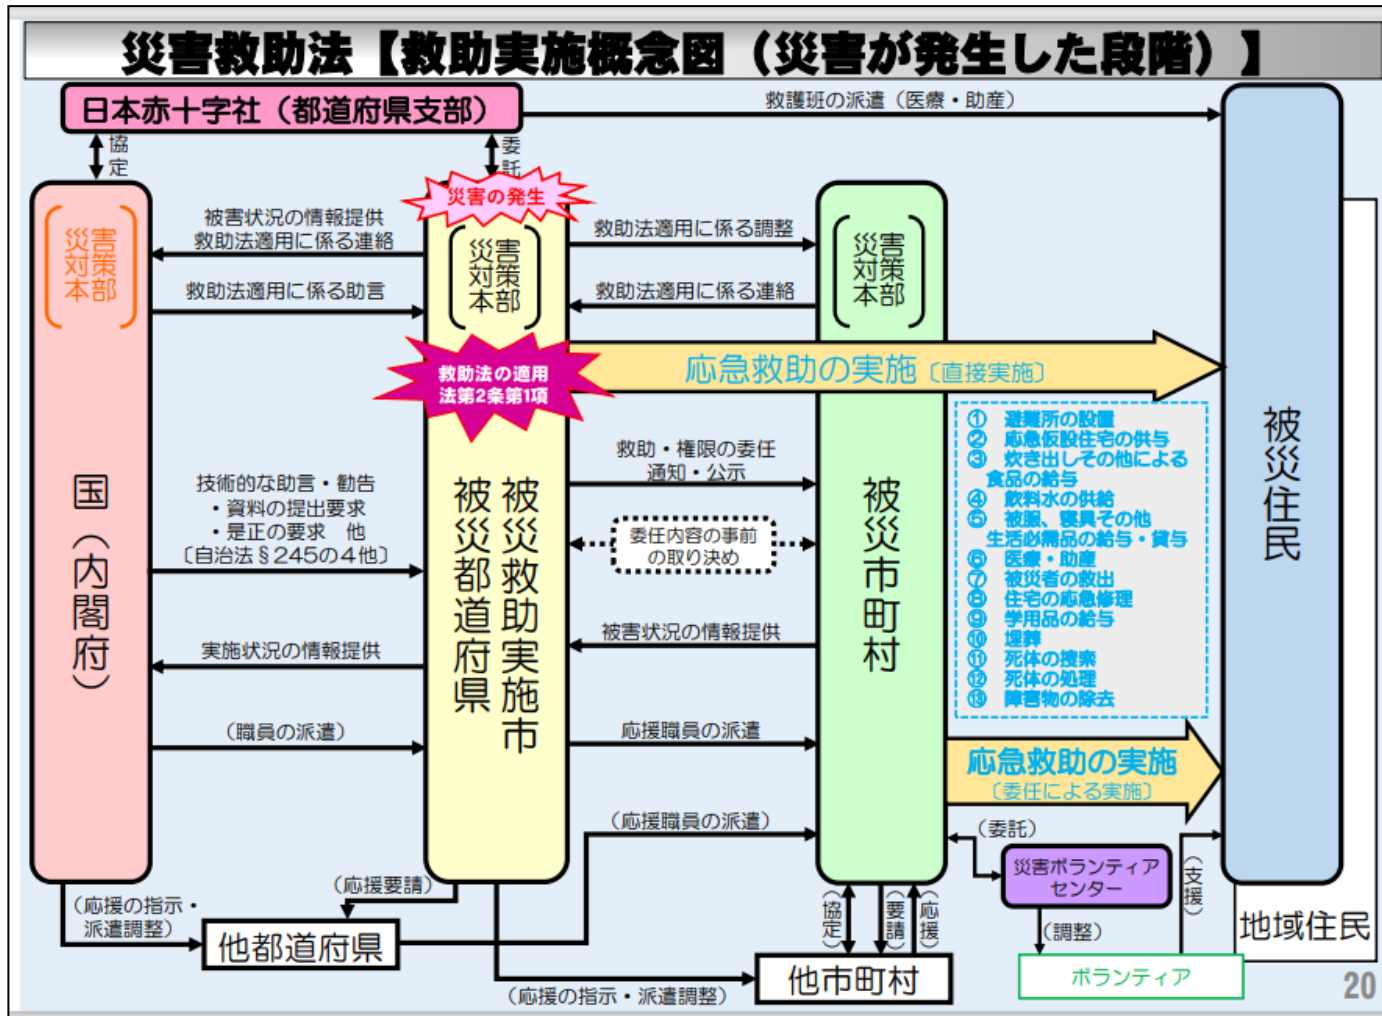 災害救助法【救助実施概念図（災害が発生した段階）】
日本赤十字社（都道府県支部）
救護班の派遣（医療・助産）
協定
委託
災害の発生
災害対策本部
被害状況の情報提供
救助法適用に係る連絡
救助法適用に係る助言
災害対策本部
救助法適用に係る調整
救助法適用に係る連絡
災害対策本部
救助法の適用
法第2条第1項
応急救助の実施〔直接実施〕
① 避難所の設置
② 応急仮設住宅の供与
③ 炊き出しその他による
食品の給与
④ 飲料水の供給
⑤ 被服、寝具その他
生活必需品の給与・貸与
⑥ 医療・助産
⑦ 被災者の救出
⑧ 住宅の応急修理
⑨ 学用品の給与
⑩ 埋葬
⑪ 死体の捜索
⑫ 死体の処理
⑬ 障害物の除去
国（内閣府）
技術的な助言・勧告
・資料の提出要求
・是正の要求 他
〔自治法§245の4他〕
実施状況の情報提供
（職員の派遣）
被災救助実施市
被災都道府県
救助・権限の委任
通知・公示
委任内容の事前
の取り決め
被害状況の情報提供
応援職員の派遣
（応援職員の派遣）
被災市町村
被災住民
応急救助の実施
〔委任による実施〕
（委託）
災害ボランティア
センター
（調整）
ボランティア
（支援）
地域住民
（応援の指示・
派遣調整）
（応援要請）
他都道府県
（応援の指示・派遣調整）
（協定）
（要請）
（応援）
他市町村
20